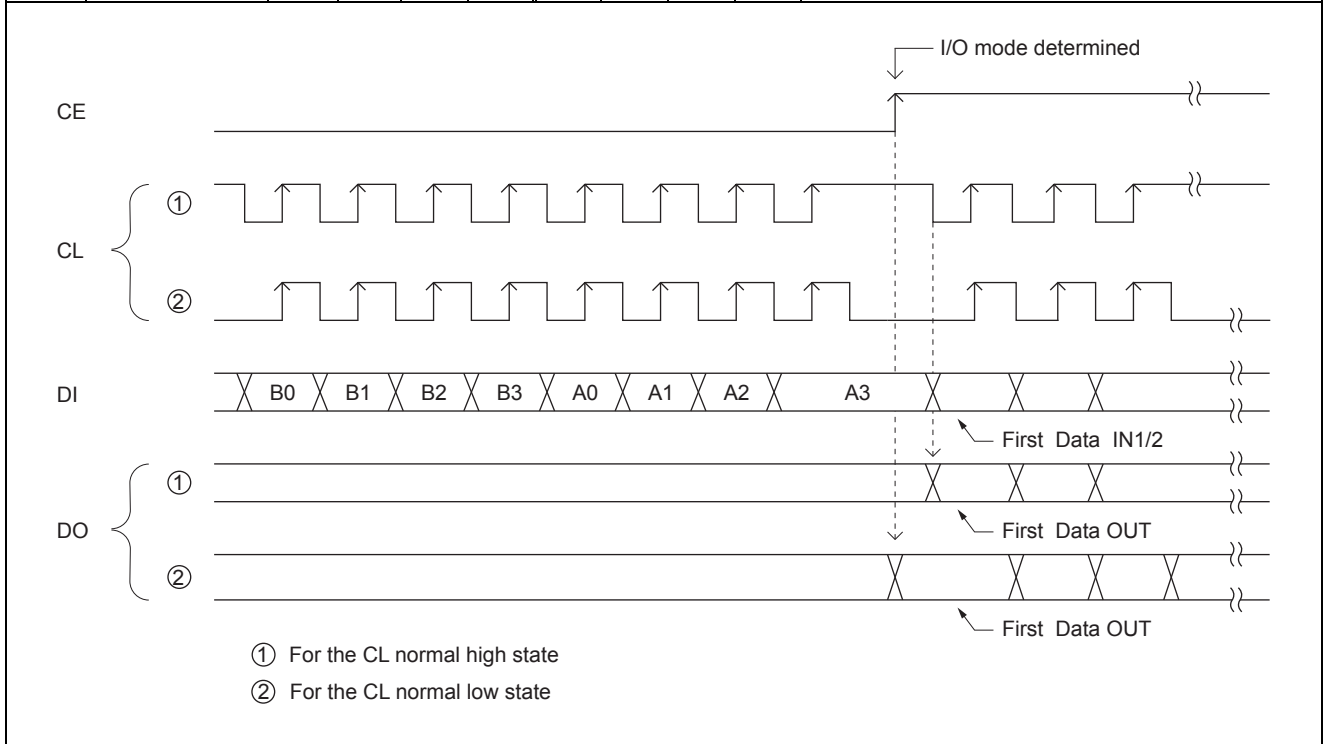 I/O mode determined
CE
CL
①
②
DI
B0 B1 B2 B3 A0 A1 A2 A3
First Data IN1/2
DO
①
First Data OUT
②
First Data OUT
① For the CL normal high state
② For the CL normal low state